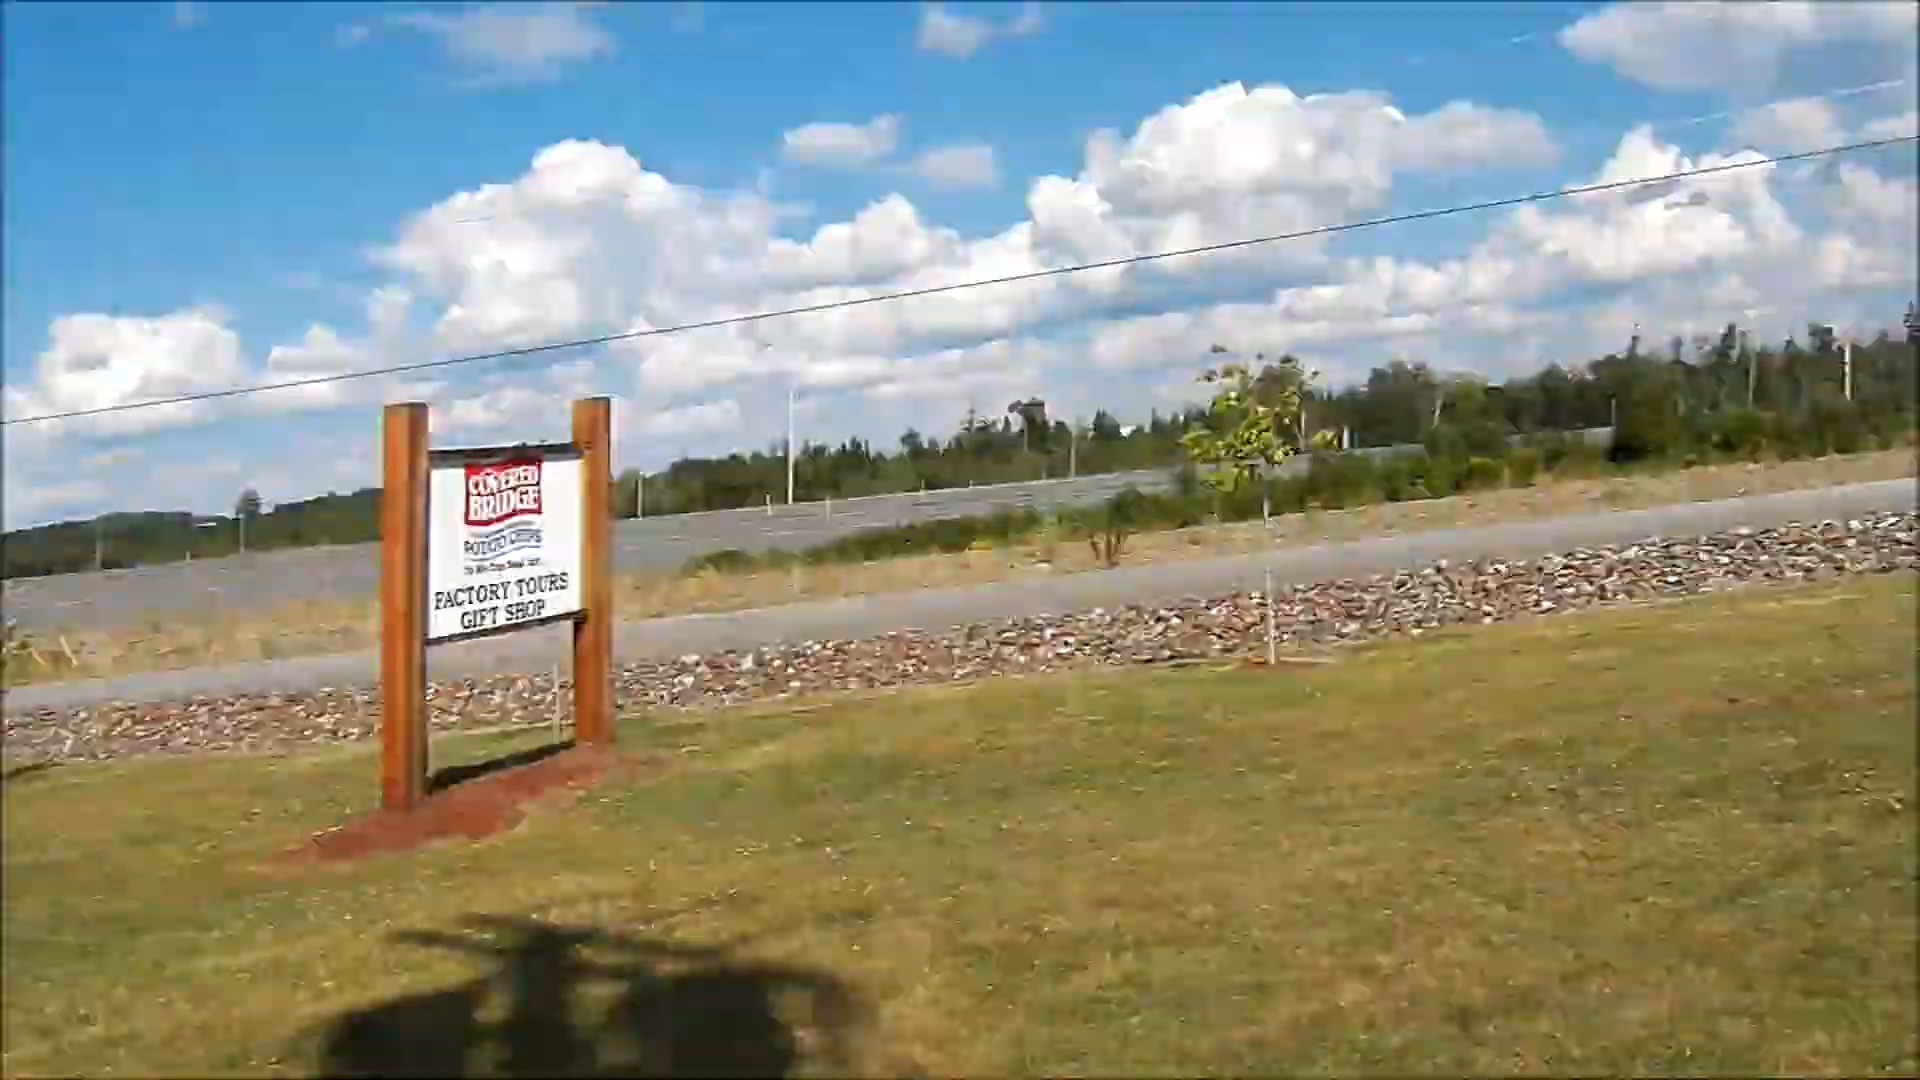 COVERED
BRIDGE
POTATO CHIPS
FACTORY TOURS
GIFT SHOP